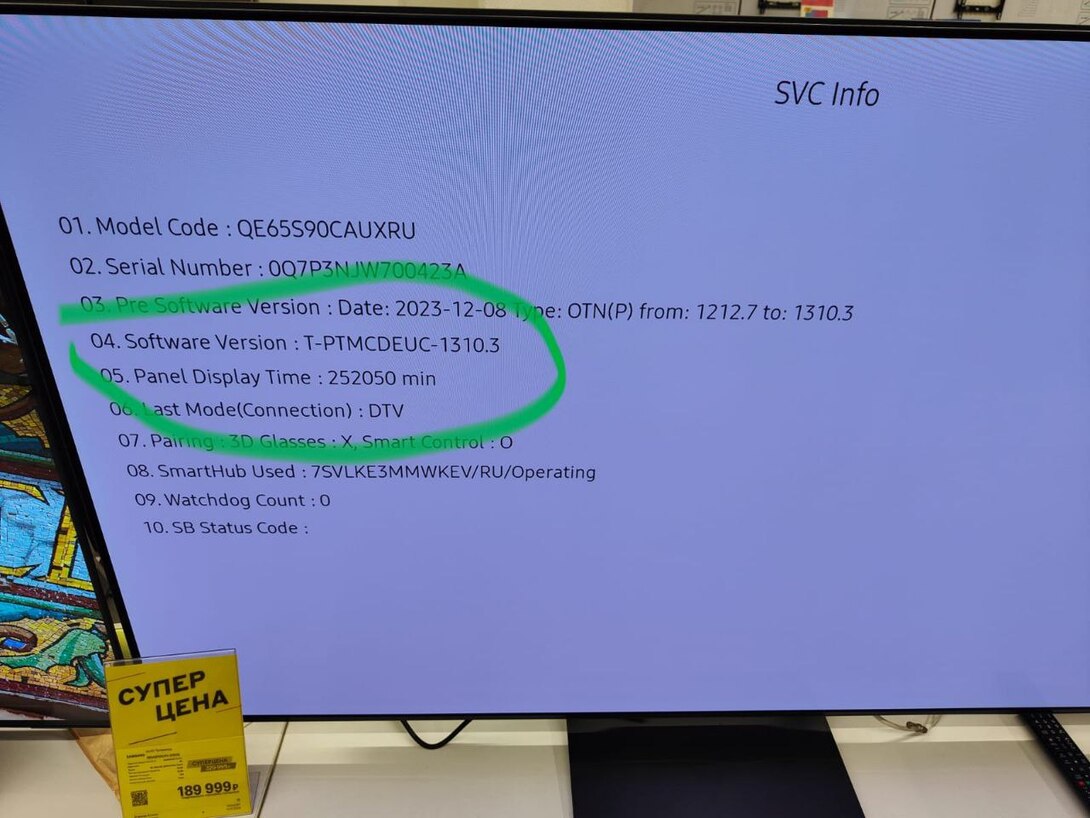 SVC Info
01. Model Code : QE65S90CAUXRU
02. Serial Number : 0Q7P3NJW700423A
03. Pre Software Version : Date: 2023-12-08 Type: OTN(P) from: 1212.7 to: 1310.3
04. Software Version : T-PTMCDEUC-1310.3
05. Panel Display Time : 252050 min
06. Last Mode(Connection) : DTV
07. Pairing : 3D Glasses : X, Smart Control : O
08. SmartHub Used : 7SVLKE3MMWKEV/RU/Operating
09. Watchdog Count : 0
10. SB Status Code :
СУПЕР
ЦЕНА
СУПЕРЦЕНА
189 999₽